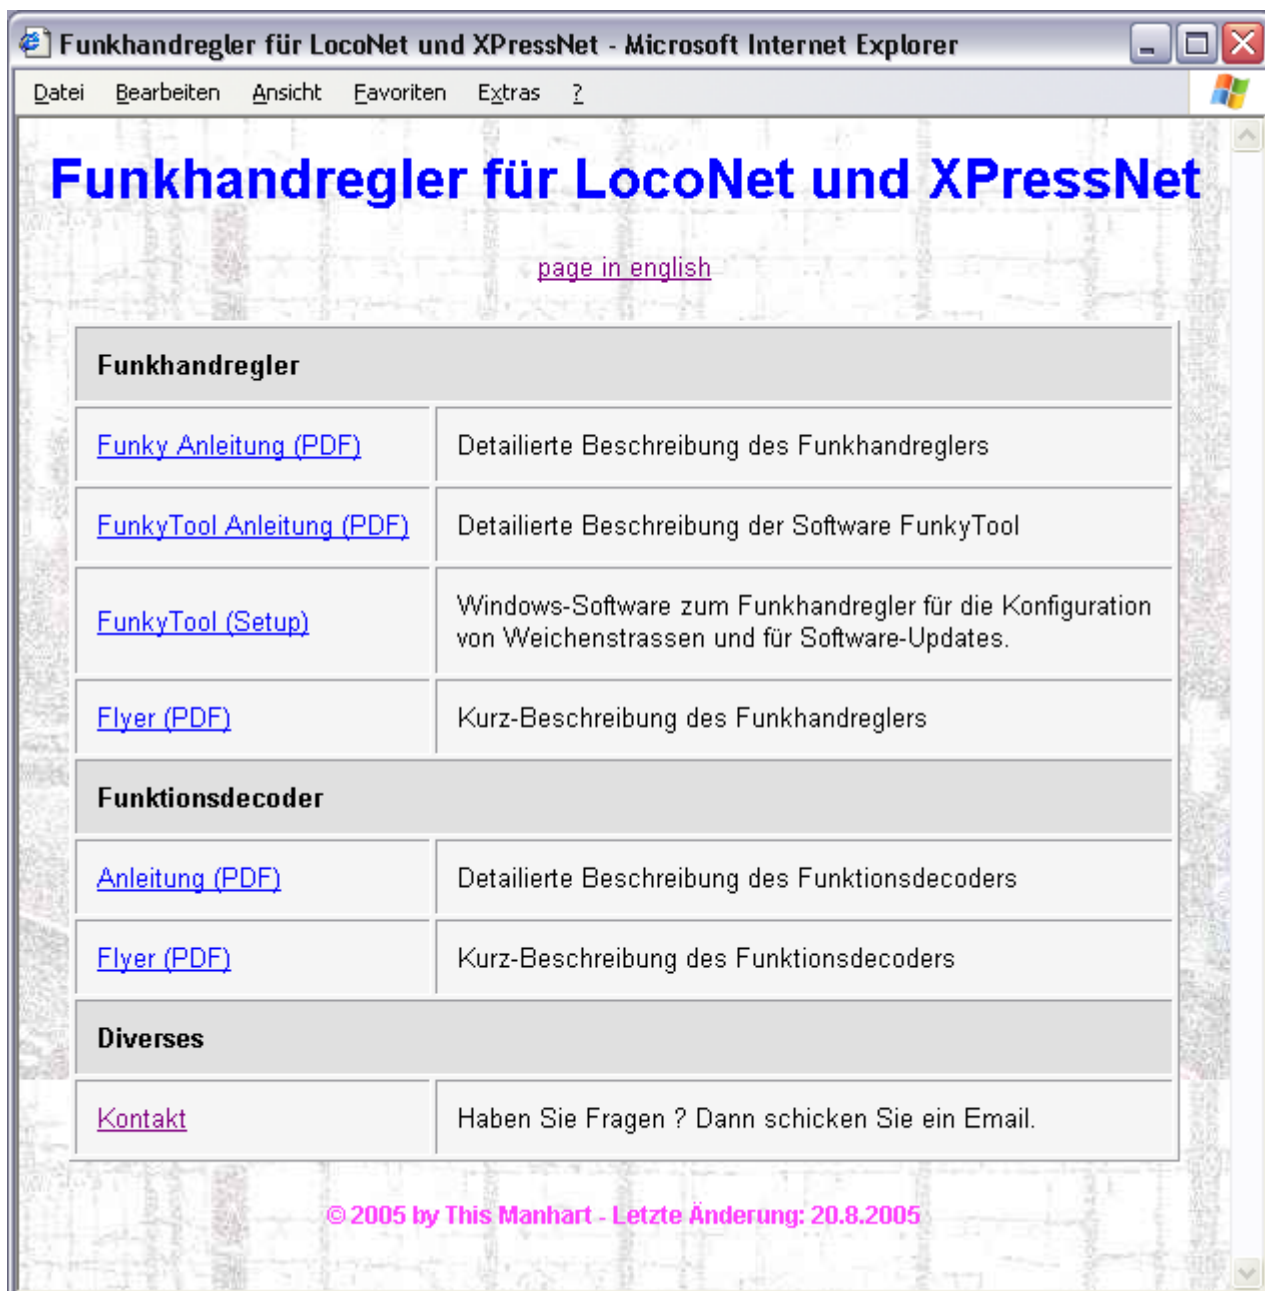 Funkhandregler für LocoNet und XPressNet - Microsoft Internet Explorer
Datei Bearbeiten Ansicht Favoriten Extras ?
Funkhandregler für LocoNet und XPressNet
page in english
Funkhandregler
Funky Anleitung (PDF) Detailierte Beschreibung des Funkhandreglers
FunkyTool Anleitung (PDF) Detailierte Beschreibung der Software FunkyTool
FunkyTool (Setup) Windows-Software zum Funkhandregler für die Konfiguration
von Weichenstrassen und für Software-Updates.
Flyer (PDF) Kurz-Beschreibung des Funkhandreglers
Funktionsdecoder
Anleitung (PDF) Detailierte Beschreibung des Funktionsdecoders
Flyer (PDF) Kurz-Beschreibung des Funktionsdecoders
Diverses
Kontakt Haben Sie Fragen ? Dann schicken Sie ein Email.
© 2005 by This Manhart - Letzte Änderung: 20.8.2005